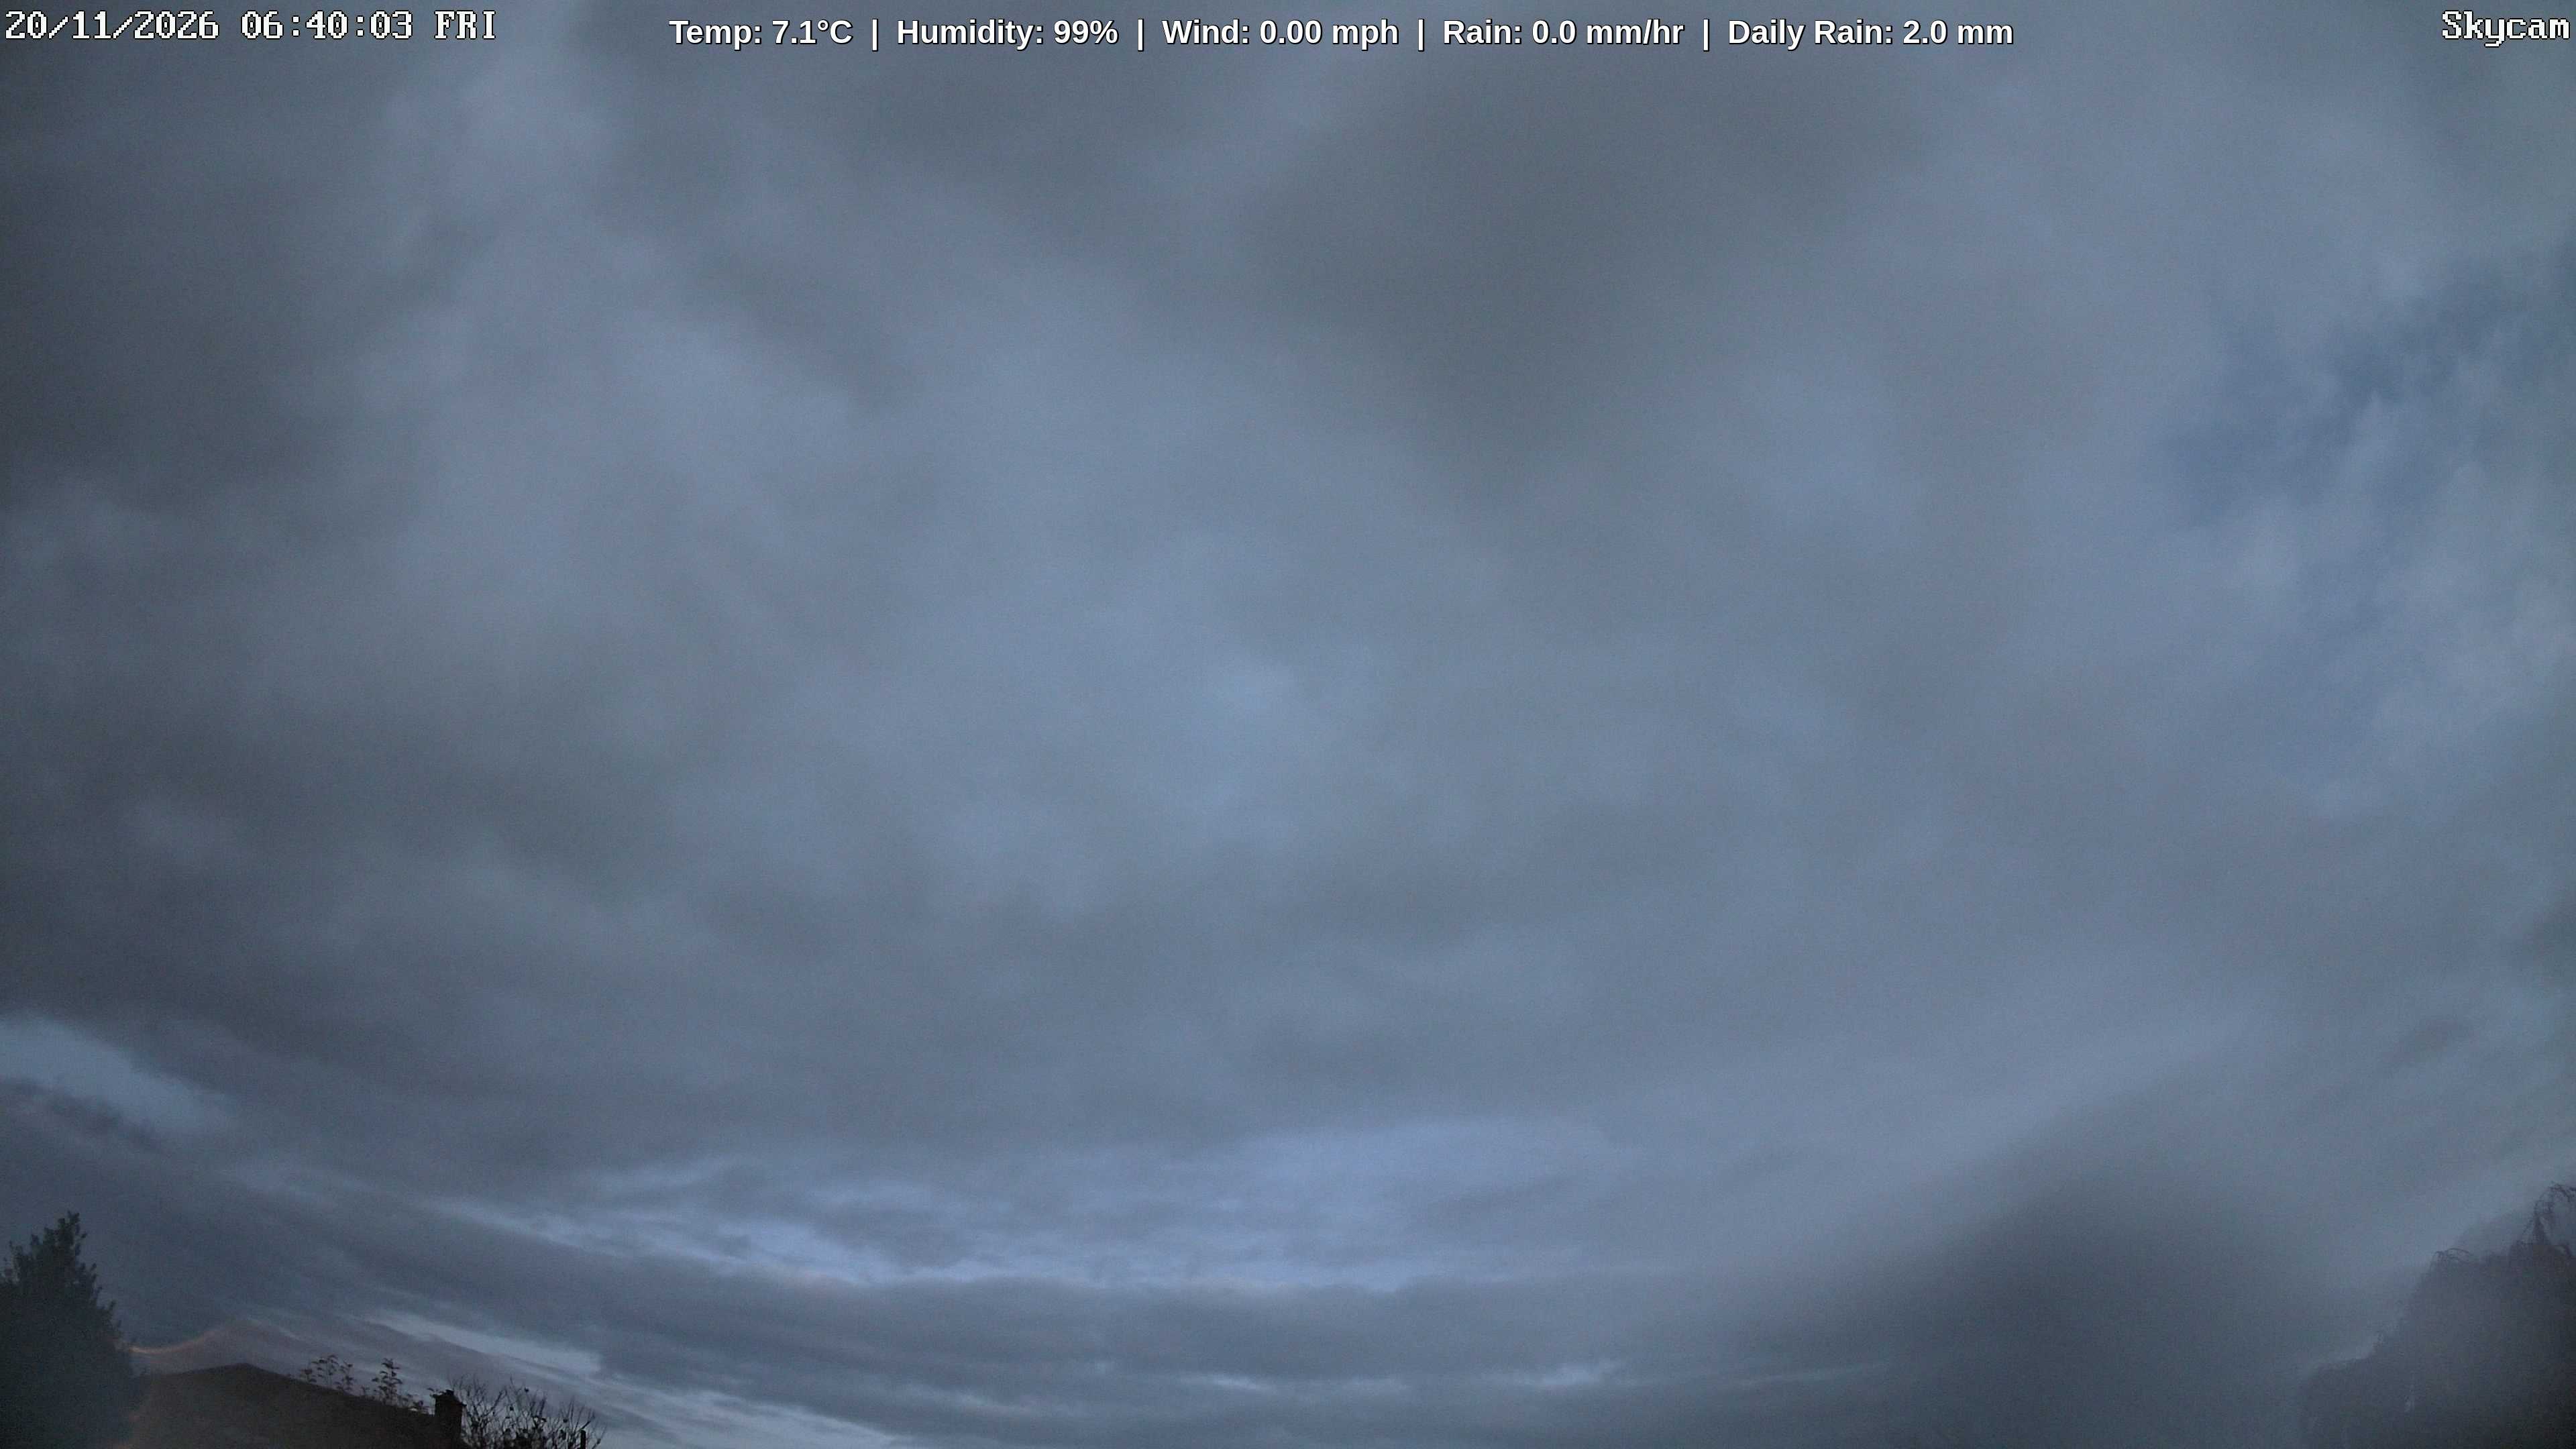 20/11/2026 06:40:03 FRI
Temp: 7.1°C | Humidity: 99% | Wind: 0.00 mph | Rain: 0.0 mm/hr | Daily Rain: 2.0 mm
Skycam